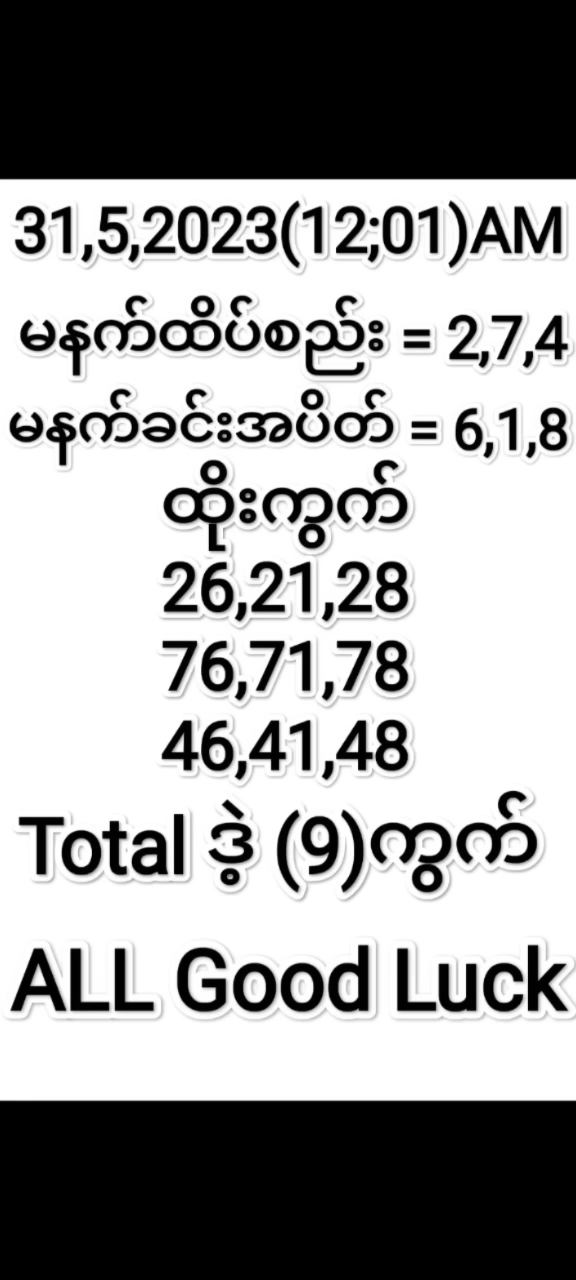 31,5,2023(12;01)AM
မနက်ထိပ်စည်း = 2,7,4
မနက်ခင်းအပိတ် = 6,1,8
ထိုးကွက်
26,21,28
76,71,78
46,41,48
Total ဒဲ့ (9)ကွက်
ALL Good Luck